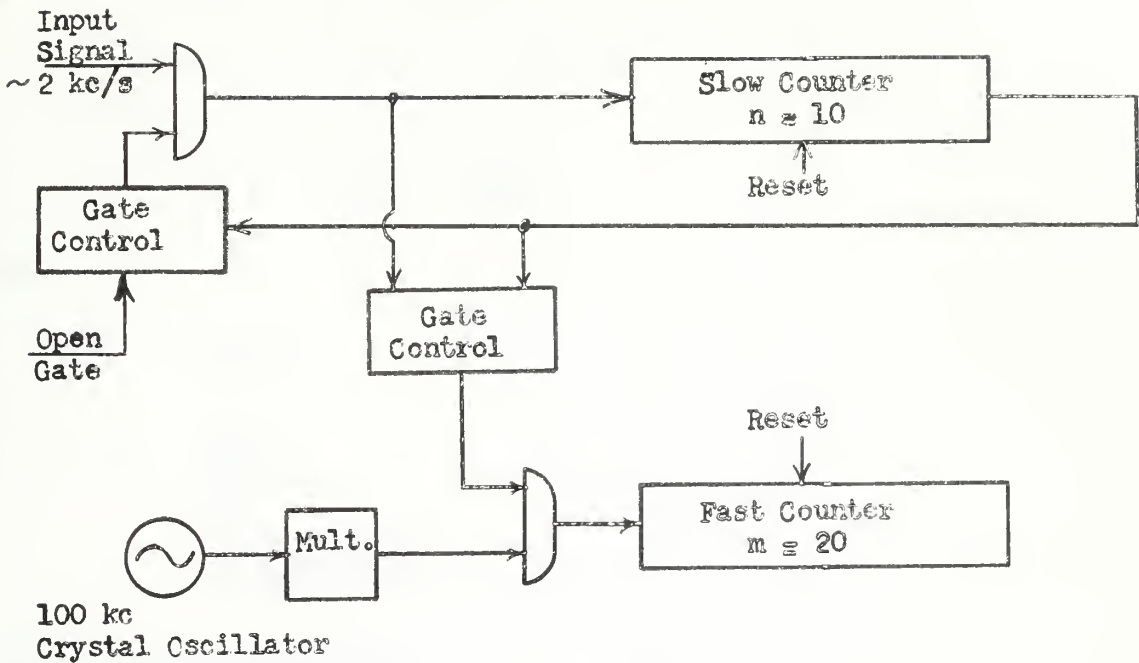 Input
Signal
~ 2 kc/s
Slow Counter
n = 10
Reset
Gate
Control
Open
Gate
Gate
Control
Reset
Fast Counter
m = 20
Mult.
100 kc
Crystal Oscillator